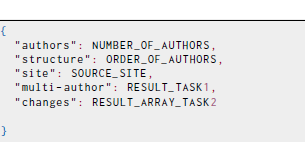 {
"authors": NUMBER_OF_AUTHORS,
"structure": ORDER_OF_AUTHORS,
"site": SOURCE_SITE,
"multi-author": RESULT_TASK1,
"changes": RESULT_ARRAY_TASK2
}